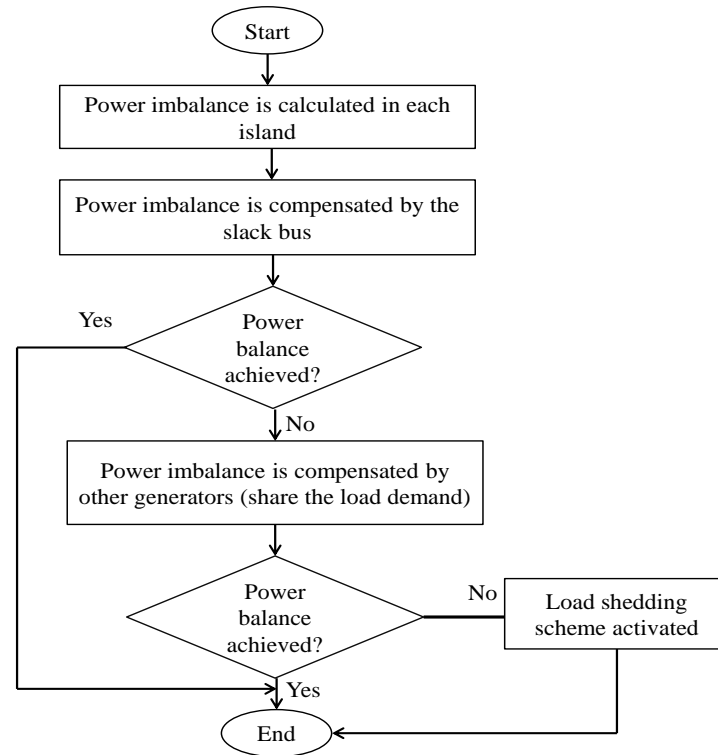 Start
Power imbalance is calculated in each
island
Power imbalance is compensated by the
slack bus
Yes
Power
balance
achieved?
No
Power imbalance is compensated by
other generators (share the load demand)
Power
balance
achieved?
No
Load shedding
scheme activated
Yes
End